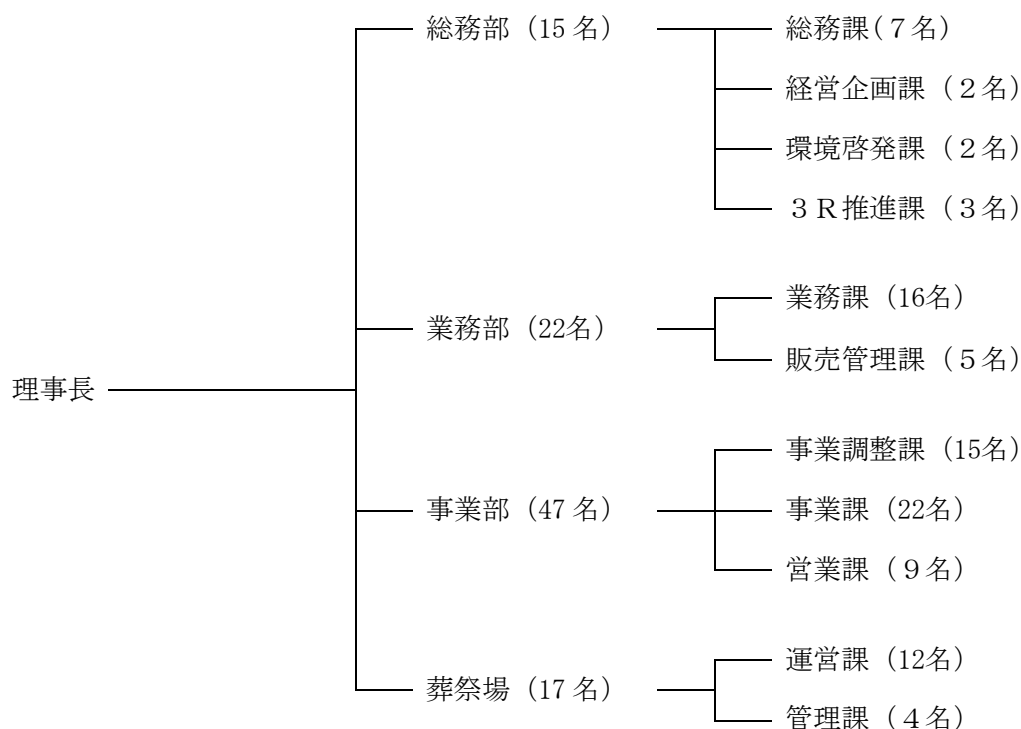 総務部（15名）
総務課（７名）
経営企画課（２名）
環境啓発課（２名）
３Ｒ推進課（３名）
業務部（22名）
業務課（16名）
販売管理課（５名）
理事長
事業部（47名）
事業調整課（15名）
事業課（22名）
営業課（９名）
葬祭場（17名）
運営課（12名）
管理課（４名）